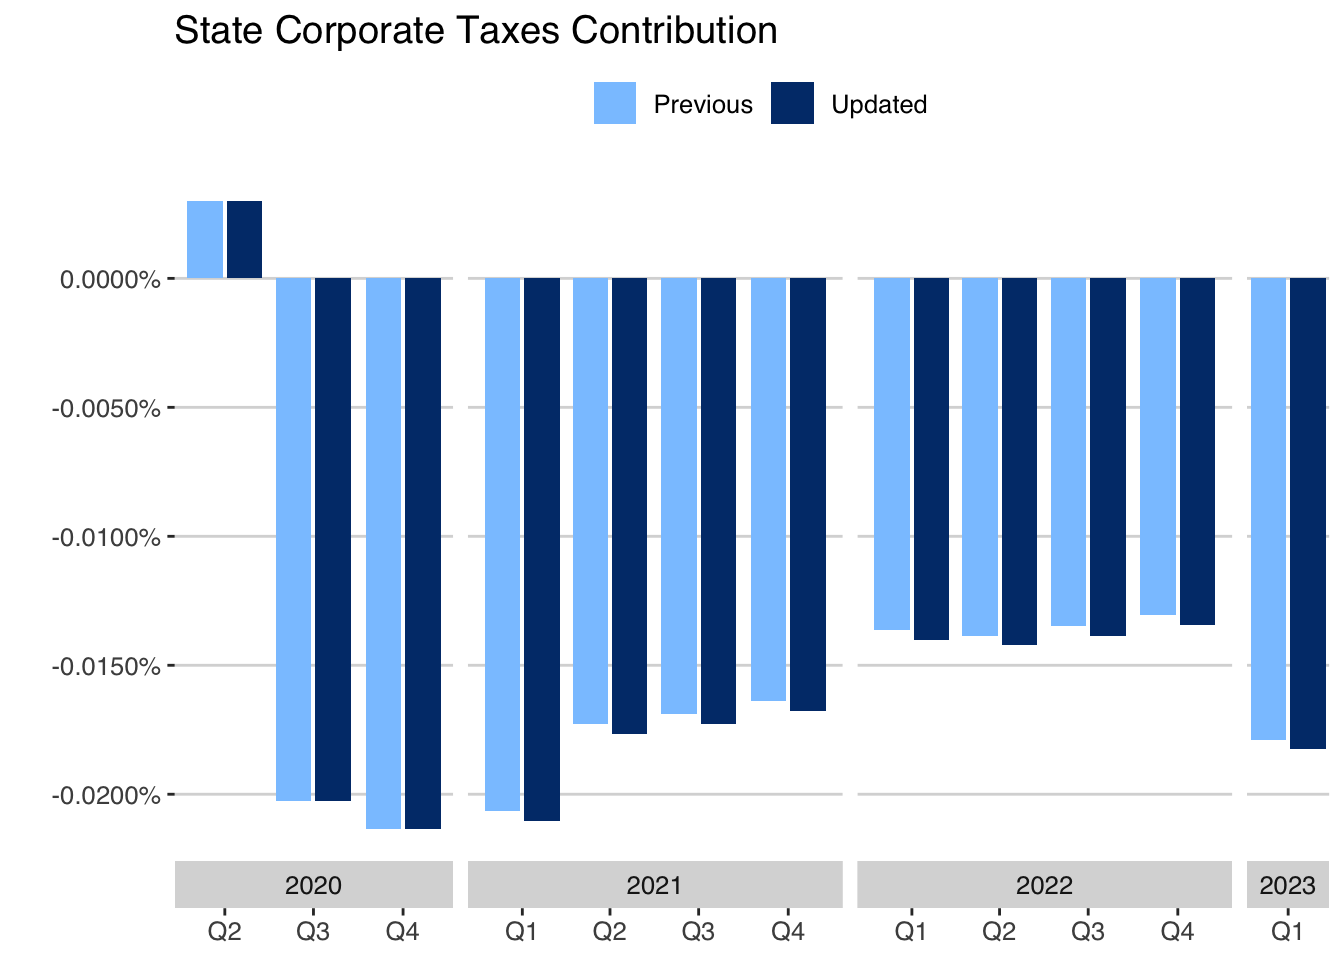 State Corporate Taxes Contribution
Previous Updated
0.0000%
-0.0050%
-0.0100%
-0.0150%
-0.0200%
2020 2021 2022 2023
Q2 Q3 Q4 Q1 Q2 Q3 Q4 Q1 Q2 Q3 Q4 Q1